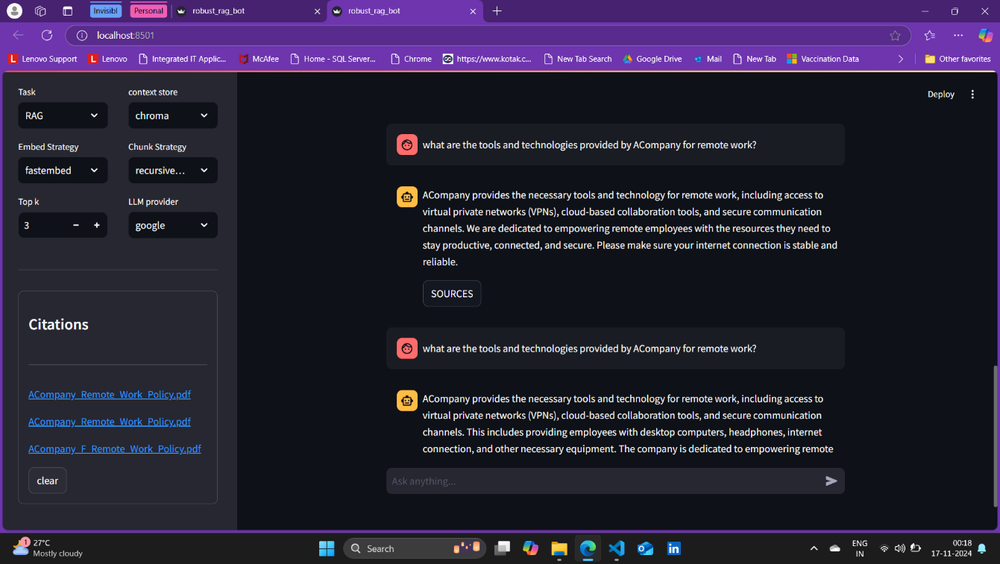 Invisibl
Personal
robust_rag_bot
robust_rag_bot
localhost:8501
Lenovo Support
Lenovo
Integrated IT Applic...
McAfee
Home - SQL Server...
Chrome
https://www.kotak.c...
New Tab Search
Google Drive
Mail
New Tab
Vaccination Data
Other favorites
Task
context store
RAG
chroma
Embed Strategy
Chunk Strategy
fastembed
recursive...
Top k
LLM provider
3
google
Citations
ACompany_Remote_Work_Policy.pdf
ACompany_Remote_Work_Policy.pdf
ACompany_F_Remote_Work_Policy.pdf
clear
Deploy
what are the tools and technologies provided by ACompany for remote work?
ACompany provides the necessary tools and technology for remote work, including access to
virtual private networks (VPNs), cloud-based collaboration tools, and secure communication
channels. We are dedicated to empowering remote employees with the resources they need to
stay productive, connected, and secure. Please make sure your internet connection is stable and
reliable.
SOURCES
what are the tools and technologies provided by ACompany for remote work?
ACompany provides the necessary tools and technology for remote work, including access to
virtual private networks (VPNs), cloud-based collaboration tools, and secure communication
channels. This includes providing employees with desktop computers, headphones, internet
connection, and other necessary equipment. The company is dedicated to empowering remote
Ask anything...
1
27°C
Mostly cloudy
Search
ENG
IN
00:18
17-11-2024